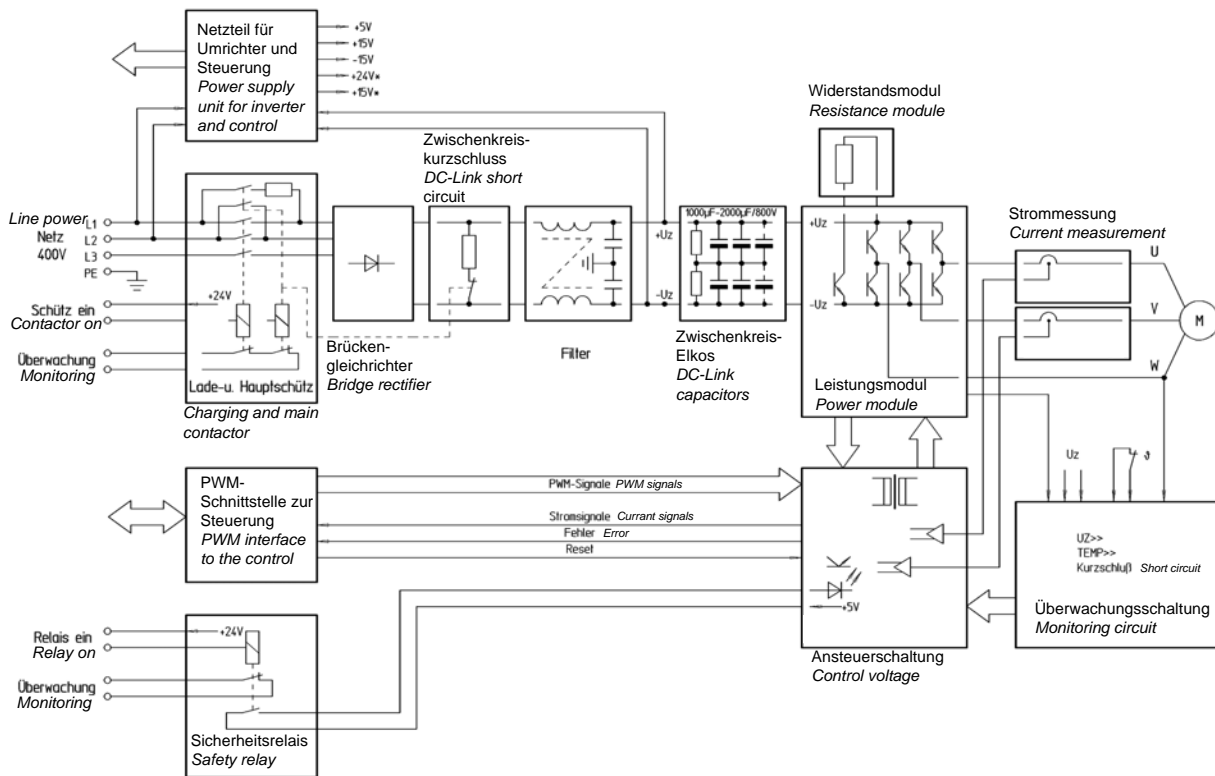 Netzteil für
Umrichter und
Steuerung
Power supply
unit for inverter
and control
+5V
+15V
-15V
+24V*
+15V*
Widerstandsmodul
Resistance module
Zwischenkreis-
kurzschluss
DC-Link short
circuit
Line power
Netz
400V
L1
L2
L3
PE
Schütz ein
Contactor on
+24V
Überwachung
Monitoring
Lade-u. Hauptschütz
Charging and main
contactor
Brücken-
gleichrichter
Bridge rectifier
Filter
+Uz
-Uz
1000µF-2000µF/800V
Zwischenkreis-
Elkos
DC-Link
capacitors
+Uz
-Uz
Leistungsmodul
Power module
Strommessung
Current measurement
U
V
W
M
PWM-
Schnittstelle zur
Steuerung
PWM interface
to the control
PWM-Signale PWM signals
Stromsignale Currant signals
Fehler Error
Reset
+5V
Ansteuerschaltung
Control voltage
Uz
ϑ
UZ>>
TEMP>>
Kurzschluß Short circuit
Überwachungsschaltung
Monitoring circuit
Relais ein
Relay on
+24V
Überwachung
Monitoring
Sicherheitsrelais
Safety relay